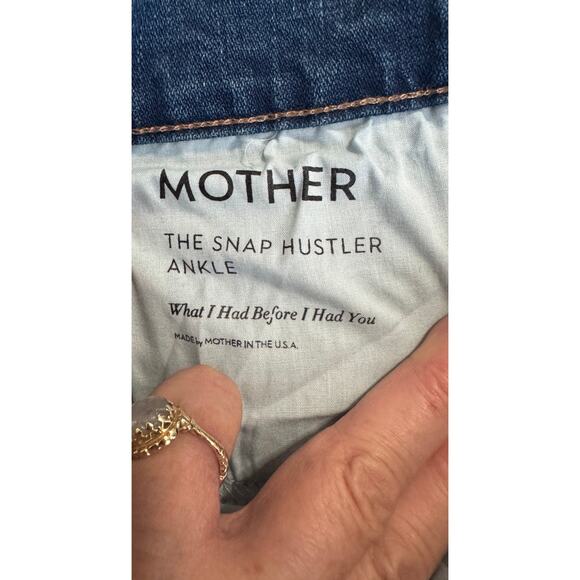 MOTHER
THE SNAP HUSTLER
ANKLE
What I Had Before I Had You
MADE by MOTHER IN THE U.S.A.